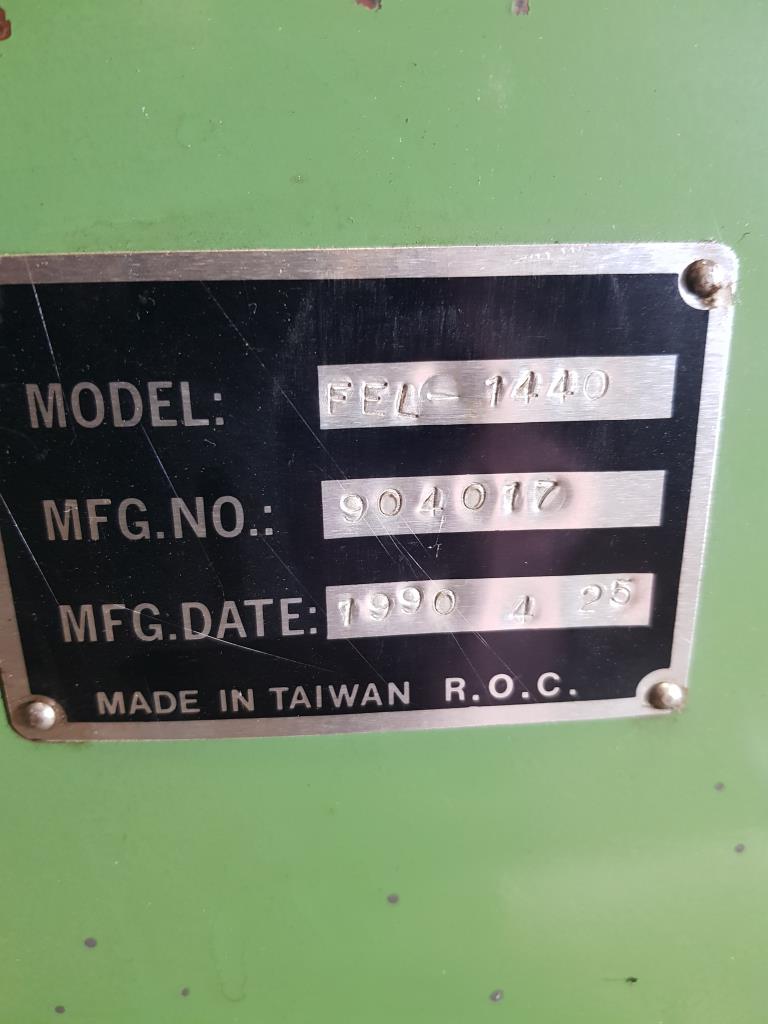 MODEL: FEL-1440
MFG.NO.: 904017
MFG.DATE: 1990 4 25
MADE IN TAIWAN R.O.C.